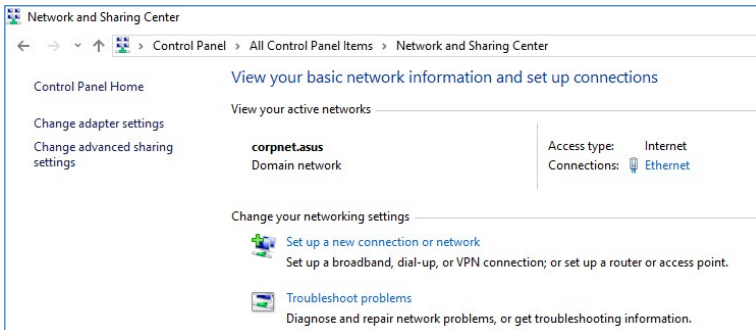 Network and Sharing Center
Control Panel > All Control Panel Items > Network and Sharing Center
Control Panel Home
Change adapter settings
Change advanced sharing
settings
View your basic network information and set up connections
View your active networks
corpnet.asus
Domain network
Access type: Internet
Connections: Ethernet
Change your networking settings
Set up a new connection or network
Set up a broadband, dial-up, or VPN connection; or set up a router or access point.
Troubleshoot problems
Diagnose and repair network problems, or get troubleshooting information.